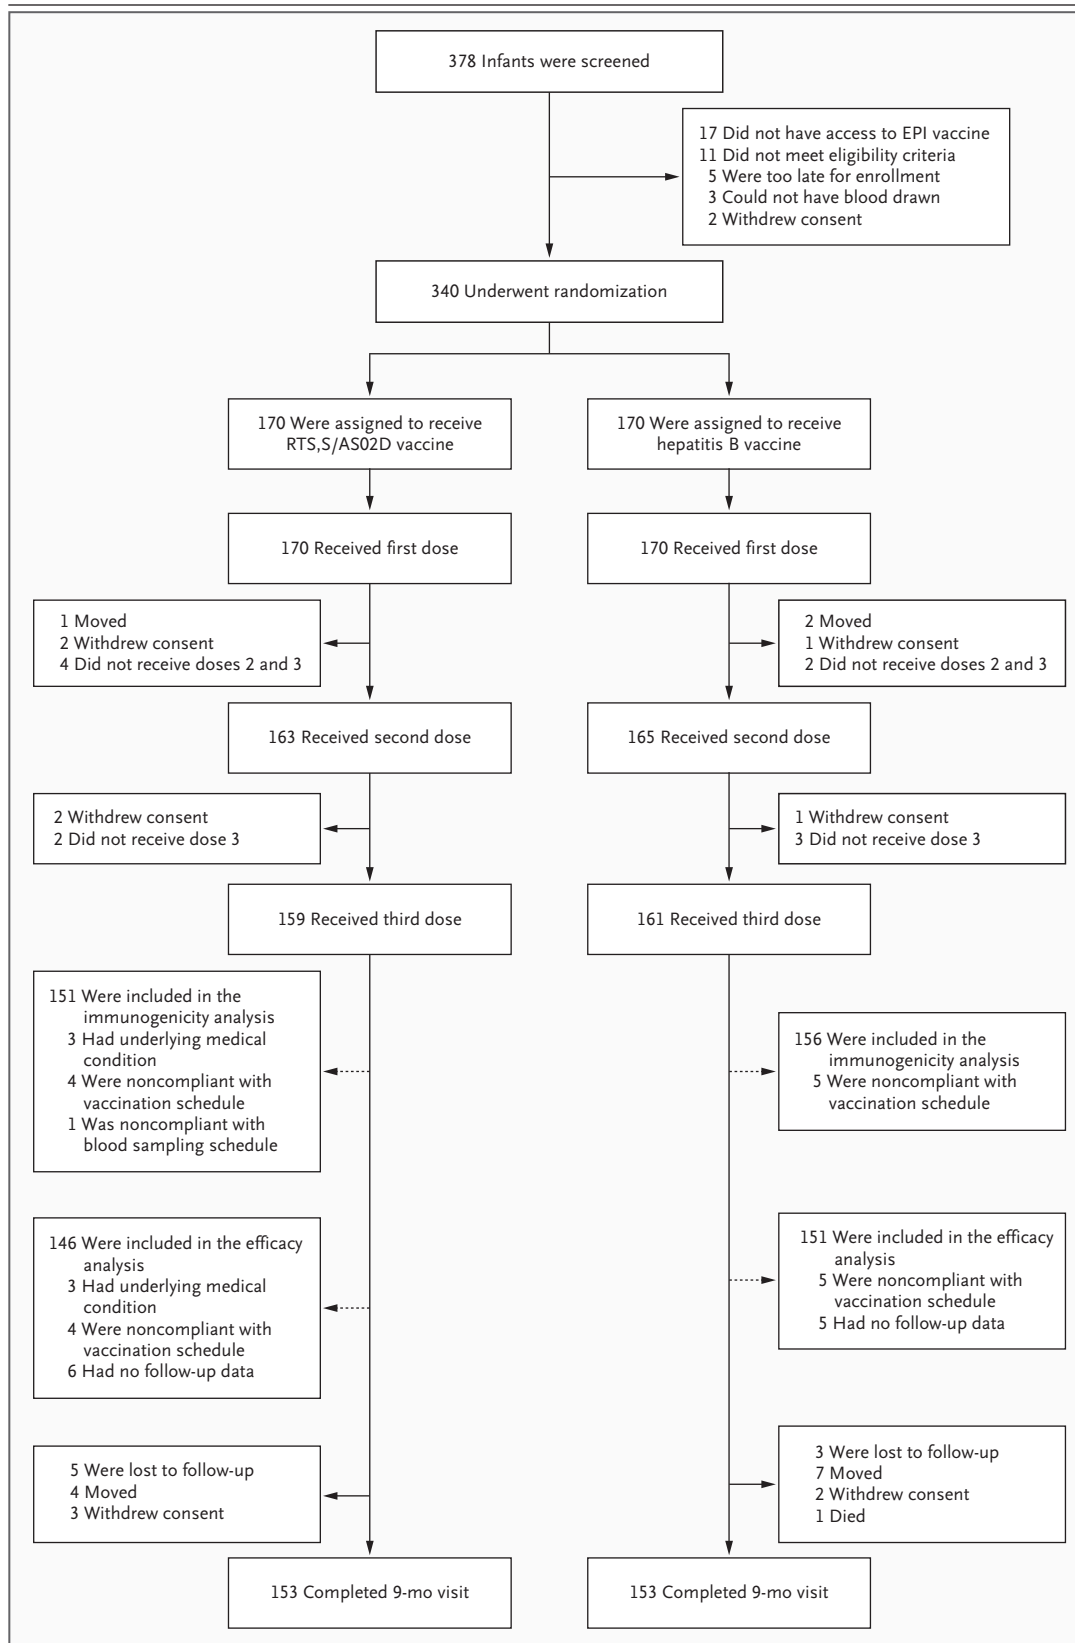 378 Infants were screened
17 Did not have access to EPI vaccine
11 Did not meet eligibility criteria
5 Were too late for enrollment
3 Could not have blood drawn
2 Withdrew consent
340 Underwent randomization
170 Were assigned to receive
RTS,S/AS02D vaccine
170 Were assigned to receive
hepatitis B vaccine
170 Received first dose
170 Received first dose
1 Moved
2 Withdrew consent
4 Did not receive doses 2 and 3
2 Moved
1 Withdrew consent
2 Did not receive doses 2 and 3
163 Received second dose
165 Received second dose
2 Withdrew consent
2 Did not receive dose 3
1 Withdrew consent
3 Did not receive dose 3
159 Received third dose
161 Received third dose
151 Were included in the
immunogenicity analysis
3 Had underlying medical
condition
4 Were noncompliant with
vaccination schedule
1 Was noncompliant with
blood sampling schedule
156 Were included in the
immunogenicity analysis
5 Were noncompliant with
vaccination schedule
146 Were included in the efficacy
analysis
3 Had underlying medical
condition
4 Were noncompliant with
vaccination schedule
6 Had no follow-up data
151 Were included in the efficacy
analysis
5 Were noncompliant with
vaccination schedule
5 Had no follow-up data
5 Were lost to follow-up
4 Moved
3 Withdrew consent
3 Were lost to follow-up
7 Moved
2 Withdrew consent
1 Died
153 Completed 9-mo visit
153 Completed 9-mo visit